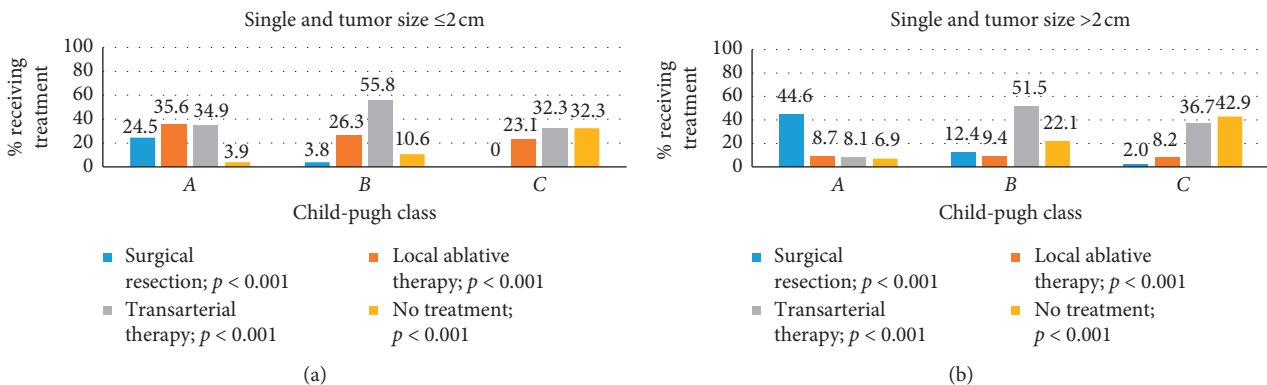 Single and tumor size ≤2 cm
% receiving
treatment
100
80
60
40
20
0
24.5
35.6
34.9
3.9
3.8
26.3
55.8
10.6
0
23.1
32.3
32.3
A
B
C
Child-pugh class
Surgical
resection; p < 0.001
Local ablative
therapy; p < 0.001
Transarterial
therapy; p < 0.001
No treatment;
p < 0.001
(a)
Single and tumor size >2 cm
% receiving
treatment
100
80
60
40
20
0
44.6
8.7
8.1
6.9
12.4
9.4
51.5
22.1
2.0
8.2
36.7
42.9
A
B
C
Child-pugh class
Surgical
resection; p < 0.001
Local ablative
therapy; p < 0.001
Transarterial
therapy; p < 0.001
No treatment;
p < 0.001
(b)